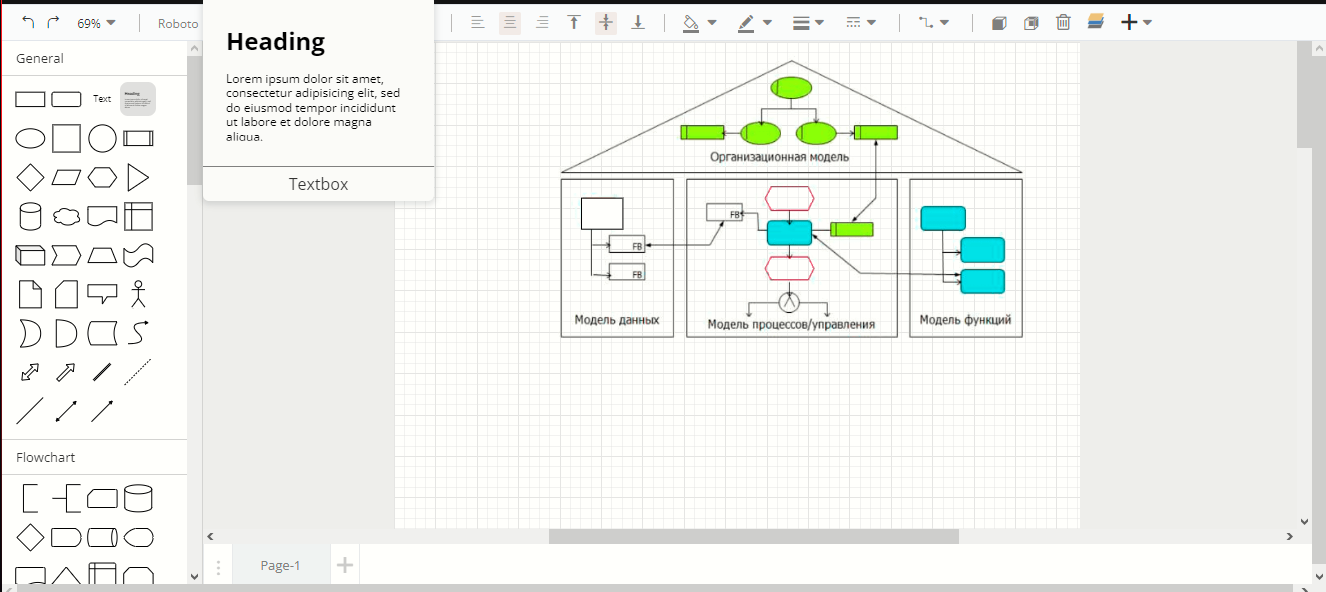 69%
Roboto
Heading
Lorem ipsum dolor sit amet,
consectetur adipisicing elit, sed
do eiusmod tempor incididunt
ut labore et dolore magna
aliqua.
Textbox
General
Text
Heading
Flowchart
Организационная модель
FB
FB
FB
Модель данных
Модель процессов/управления
Модель функций
Page-1